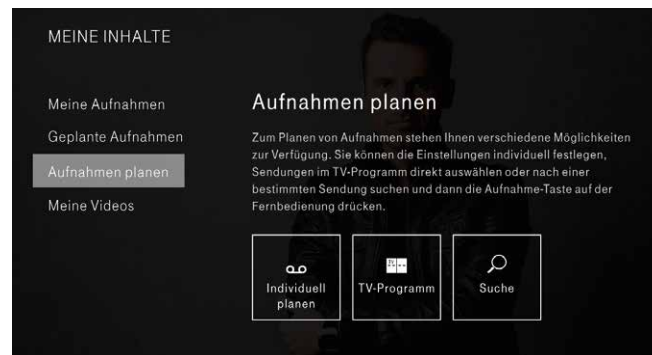 MEINE INHALTE
Meine Aufnahmen
Geplante Aufnahmen
Aufnahmen planen
Meine Videos
Aufnahmen planen
Zum Planen von Aufnahmen stehen Ihnen verschiedene Möglichkeiten
zur Verfügung. Sie können die Einstellungen individuell festlegen,
Sendungen im TV-Programm direkt auswählen oder nach einer
bestimmten Sendung suchen und dann die Aufnahme-Taste auf der
Fernbedienung drücken.
Individuell
planen
TV-Programm
Suche